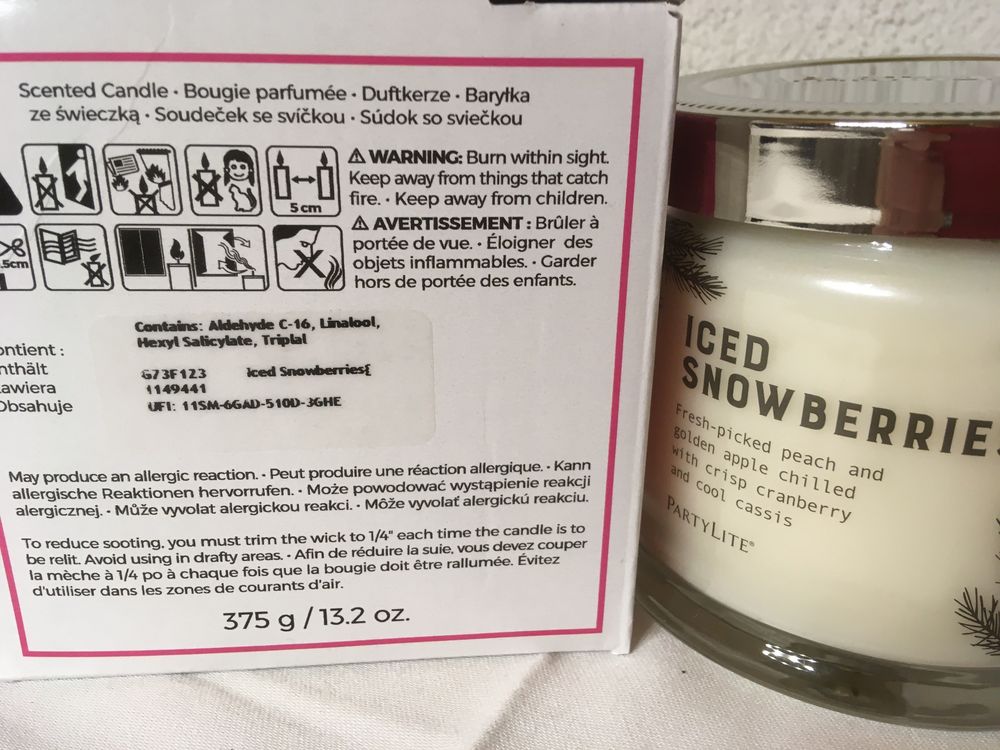 Scented Candle · Bougie parfumée · Duftkerze · Baryłka
ze świeczką · Soudeček se svíčkou · Súdok so sviečkou
5 cm
.5cm
⚠ WARNING: Burn within sight.
Keep away from things that catch
fire. · Keep away from children.
⚠ AVERTISSEMENT : Brûler à
portée de vue. · Éloigner des
objets inflammables. · Garder
hors de portée des enfants.
ontient :
nthält
awiera
Obsahuje
Contains: Aldehyde C-16, Linalool,
Hexyl Salicylate, Triplal
G73F123 Iced Snowberries{
1149441
UFI: 11SM-6GAD-510D-3GHE
May produce an allergic reaction. · Peut produire une réaction allergique. · Kann
allergische Reaktionen hervorrufen. · Może powodować wystąpienie reakcji
alergicznej. · Může vyvolat alergickou reakci. · Môže vyvolať alergickú reakciu.
To reduce sooting, you must trim the wick to 1/4" each time the candle is to
be relit. Avoid using in drafty areas. · Afin de réduire la suie, vous devez couper
la mèche à 1/4 po à chaque fois que la bougie doit être rallumée. Évitez
d'utiliser dans les zones de courants d'air.
375 g / 13.2 oz.
ICED
SNOWBERRIES
Fresh-picked peach and
golden apple chilled
with crisp cranberry
and cool cassis
PARTYLITE®